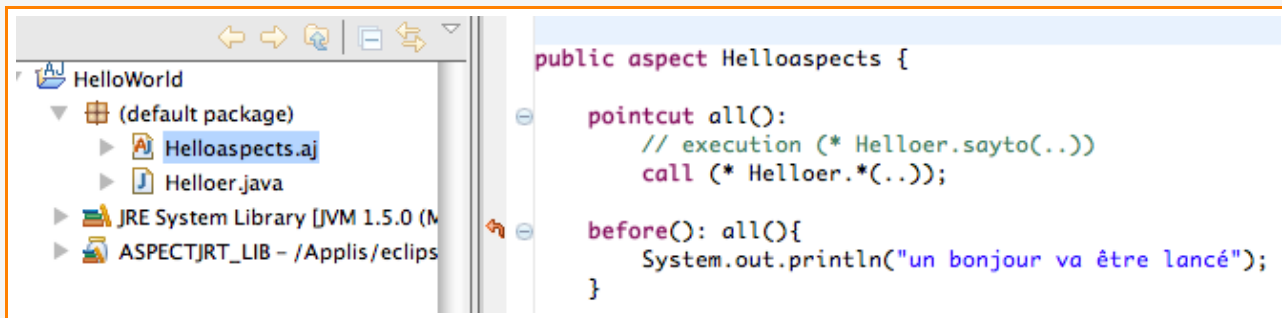 HelloWorld
(default package)
Helloaspects.aj
Helloer.java
JRE System Library [JVM 1.5.0 (M
ASPECTJRT_LIB – /Applis/eclips
public aspect Helloaspects {
pointcut all():
// execution (* Helloer.sayto(..))
call (* Helloer.*(..));
before(): all(){
System.out.println("un bonjour va être lancé");
}